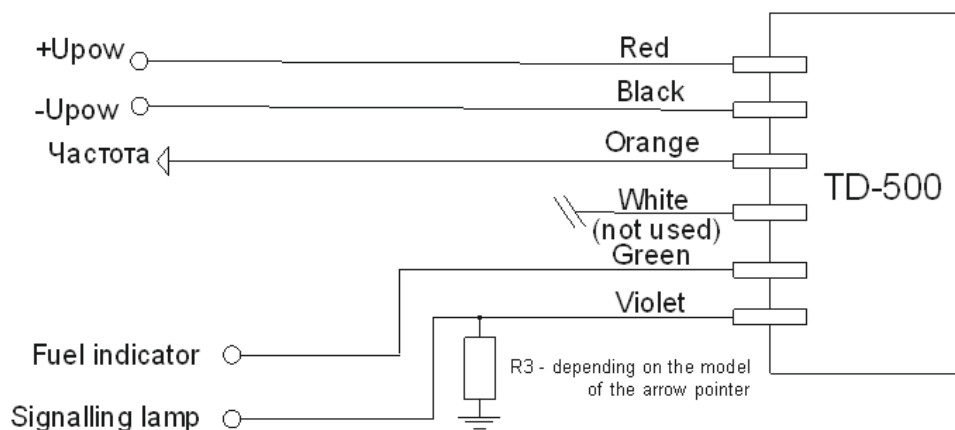 +Upow
Red
-Upow
Black
Частота
Orange
White
(not used)
TD-500
Green
Violet
Fuel indicator
R3 - depending on the model
of the arrow pointer
Signalling lamp